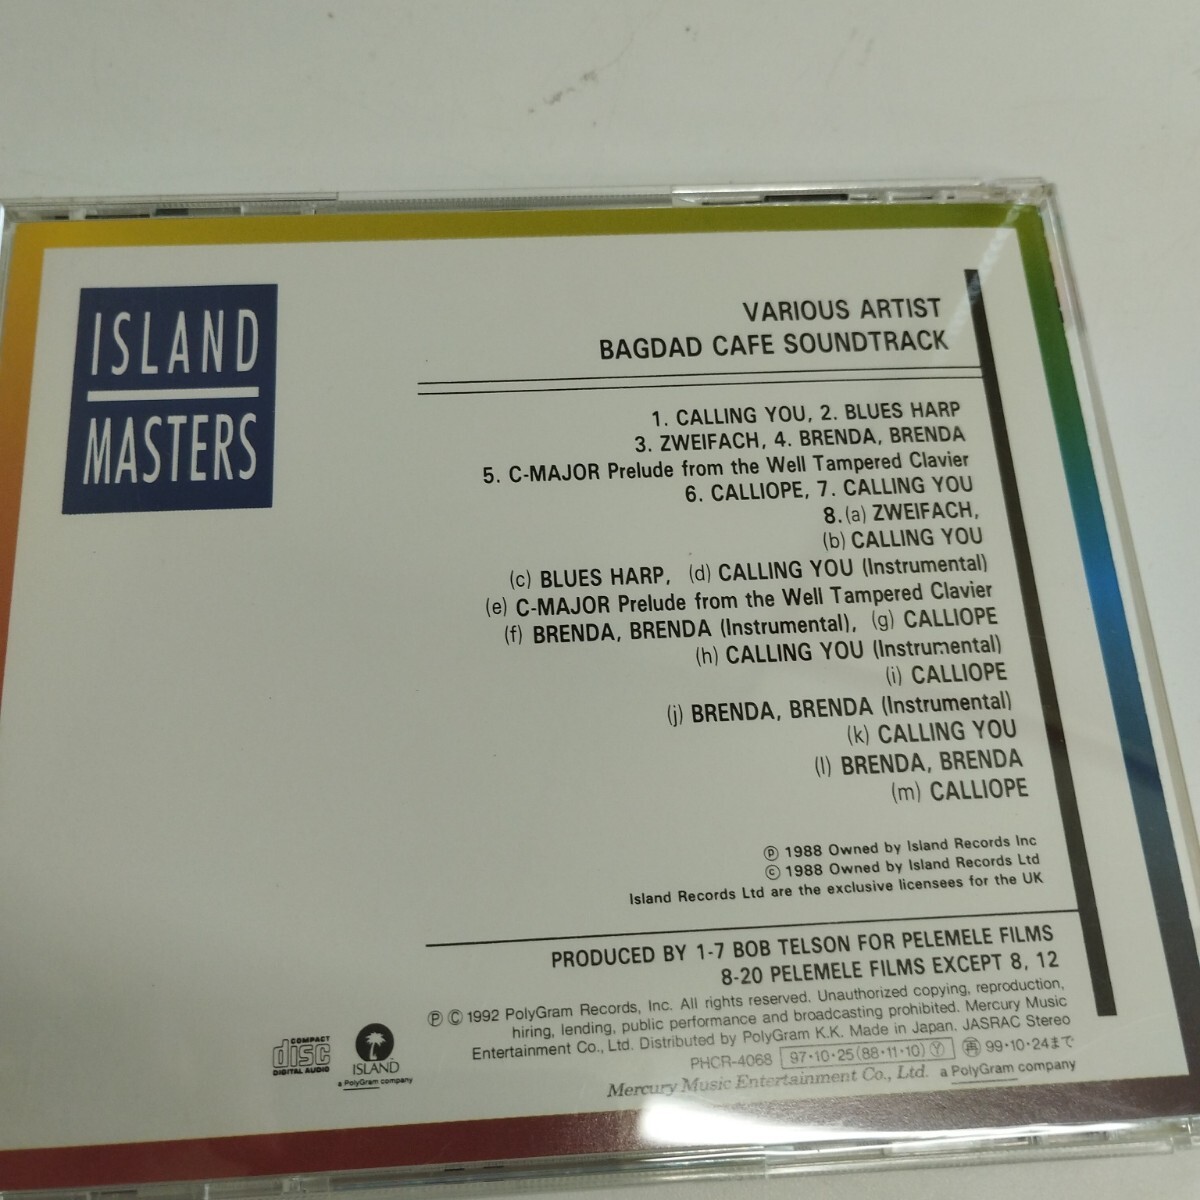 ISLAND
MASTERS
VARIOUS ARTIST
BAGDAD CAFE SOUNDTRACK
1. CALLING YOU, 2. BLUES HARP
3. ZWEIFACH, 4. BRENDA, BRENDA
5. C-MAJOR Prelude from the Well Tampered Clavier
6. CALLIOPE, 7. CALLING YOU
8. (a) ZWEIFACH,
(b) CALLING YOU
(c) BLUES HARP, (d) CALLING YOU (Instrumental)
(e) C-MAJOR Prelude from the Well Tampered Clavier
(f) BRENDA, BRENDA (Instrumental), (g) CALLIOPE
(h) CALLING YOU (Instrumental)
(i) CALLIOPE
(j) BRENDA, BRENDA (Instrumental)
(k) CALLING YOU
(l) BRENDA, BRENDA
(m) CALLIOPE
Ⓟ 1988 Owned by Island Records Inc
© 1988 Owned by Island Records Ltd
Island Records Ltd are the exclusive licensees for the UK
PRODUCED BY 1-7 BOB TELSON FOR PELEMELE FILMS
8-20 PELEMELE FILMS EXCEPT 8, 12
Ⓟ © 1992 PolyGram Records, Inc. All rights reserved. Unauthorized copying, reproduction,
hiring, lending, public performance and broadcasting prohibited. Mercury Music
Entertainment Co., Ltd. Distributed by PolyGram K.K. Made in Japan. JASRAC Stereo
PHCR-4068 97・10・25(88・11・10)Ⓨ ㊢ 99・10・24まで
Mercury Music Entertainment Co., Ltd. a PolyGram company
COMPACT
disc
DIGITAL AUDIO
ISLAND
a PolyGram company